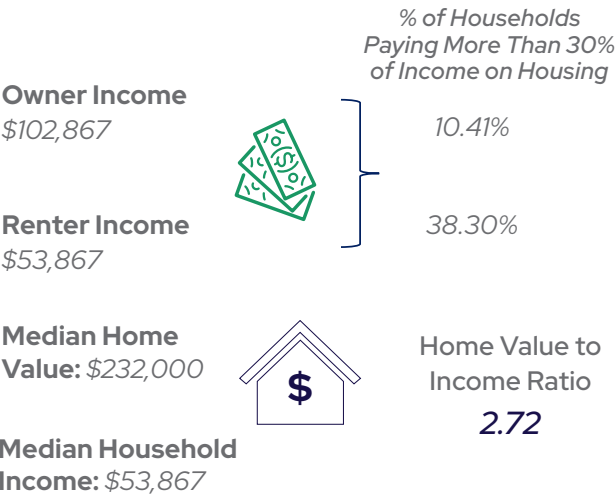 % of Households
Paying More Than 30%
of Income on Housing
Owner Income
$102,867
10.41%
Renter Income
$53,867
38.30%
Median Home
Value: $232,000
$
Home Value to
Income Ratio
2.72
Median Household
Income: $53,867